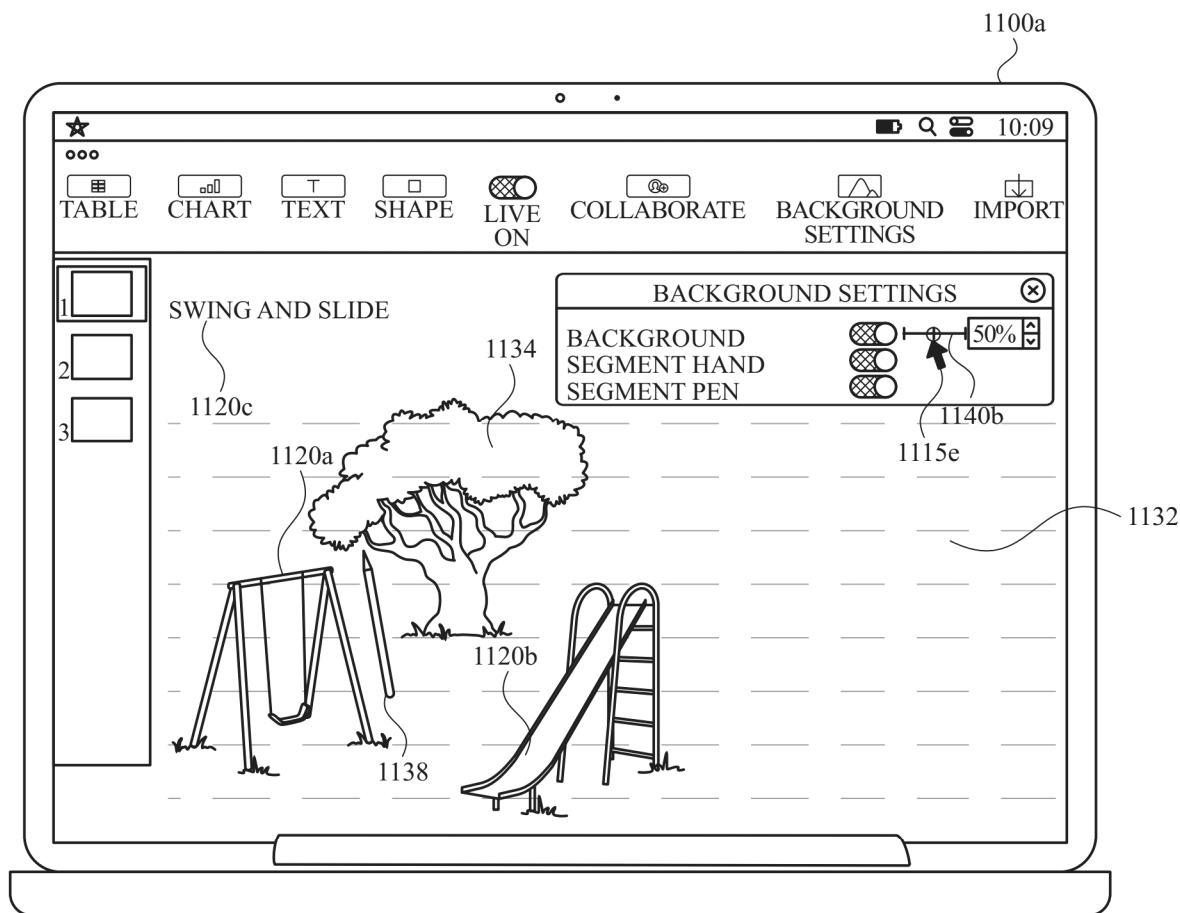 1100a
10:09
TABLE
CHART
TEXT
SHAPE
LIVE
ON
COLLABORATE
BACKGROUND
SETTINGS
IMPORT
1
2
3
SWING AND SLIDE
BACKGROUND SETTINGS
BACKGROUND
50%
SEGMENT HAND
SEGMENT PEN
1120c
1134
1140b
1115e
1120a
1132
1120b
1138